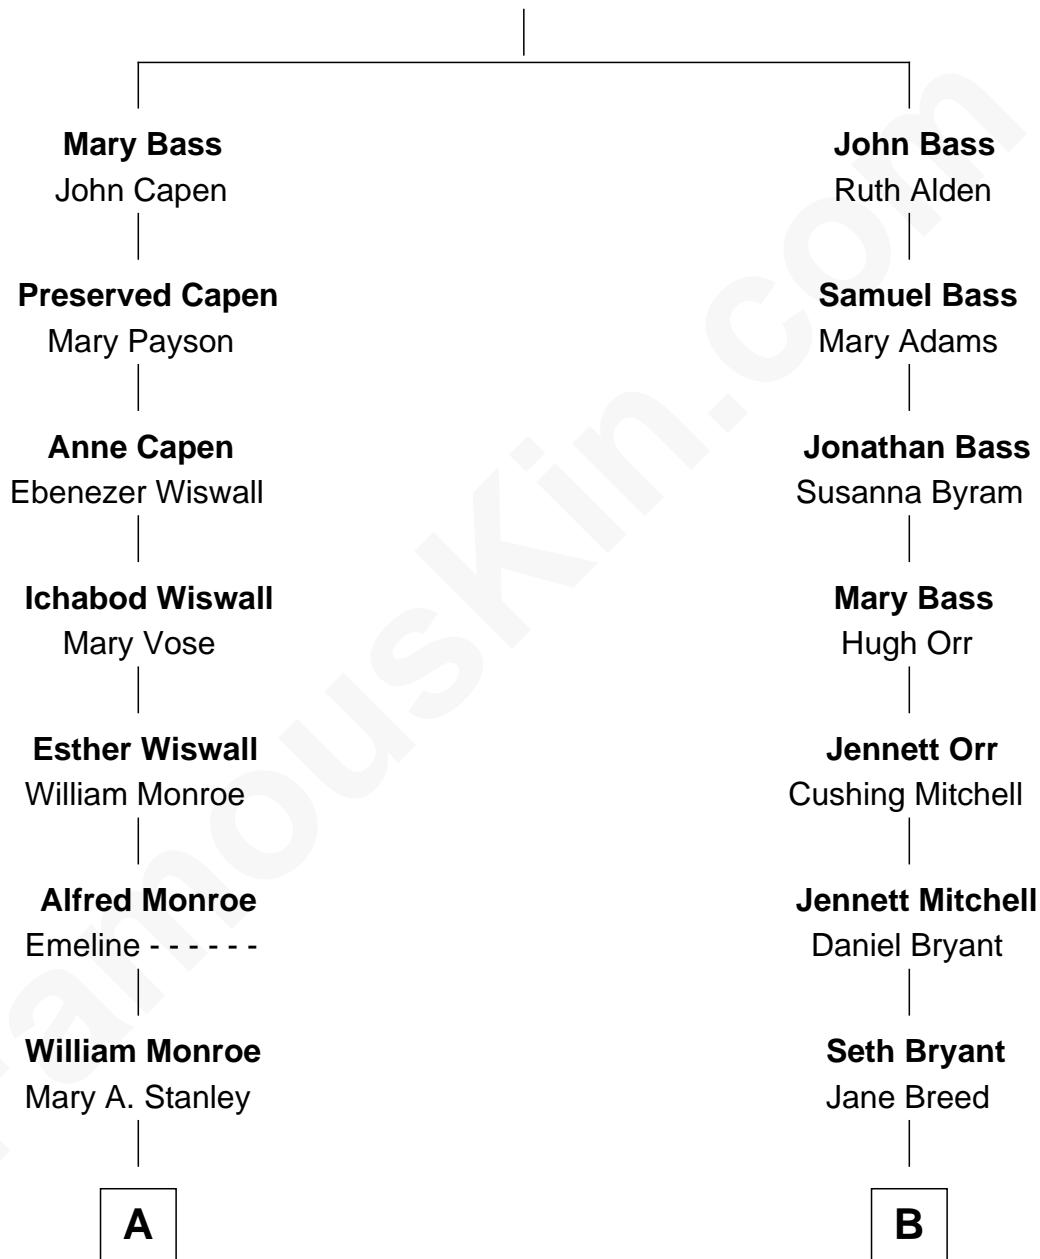 Mary Bass
John Capen
John Bass
Ruth Alden
Preserved Capen
Mary Payson
Samuel Bass
Mary Adams
Anne Capen
Ebenezer Wiswall
Jonathan Bass
Susanna Byram
Ichabod Wiswall
Mary Vose
Mary Bass
Hugh Orr
Esther Wiswall
William Monroe
Jennett Orr
Cushing Mitchell
Alfred Monroe
Emeline - - - - - -
Jennett Mitchell
Daniel Bryant
William Monroe
Mary A. Stanley
Seth Bryant
Jane Breed
A
B
FamousKin.com